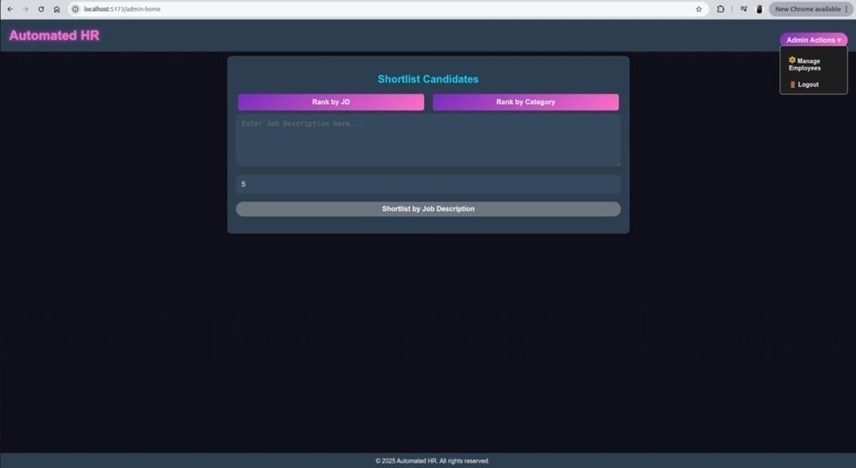 localhost:5173/admin-home
New Chrome available
Automated HR
Admin Actions ▾
Manage
Employees
Logout
Shortlist Candidates
Rank by JD
Rank by Category
Enter Job Description here...
5
Shortlist by Job Description
© 2025 Automated HR. All rights reserved.